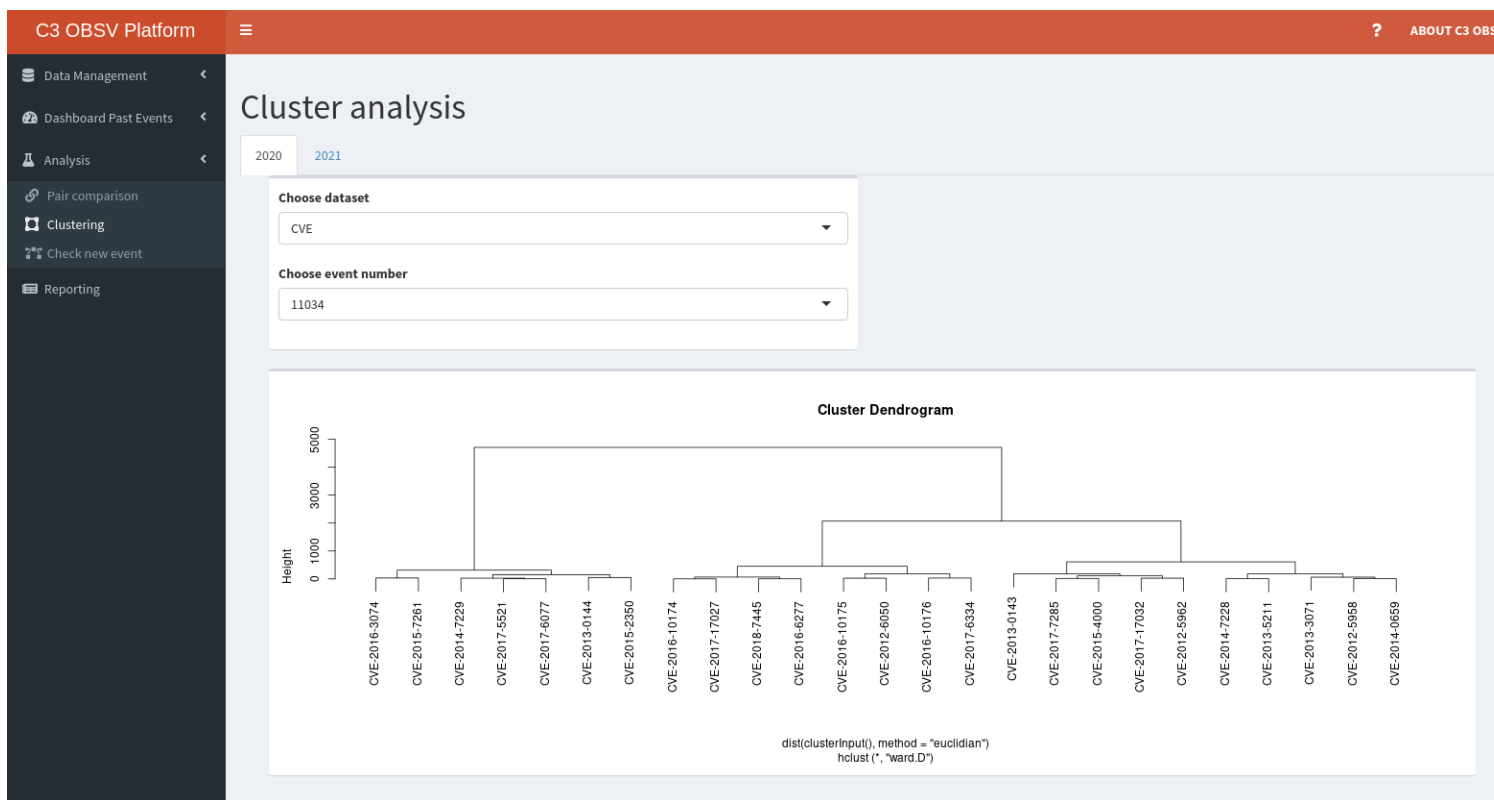 C3 OBSV Platform
? ABOUT C3 OBS
Data Management
Dashboard Past Events
Analysis
Pair comparison
Clustering
Check new event
Reporting
Cluster analysis
2020 2021
Choose dataset
CVE
Choose event number
11034
Cluster Dendrogram
Height
0 1000 3000 5000
CVE-2016-3074
CVE-2015-7261
CVE-2014-7229
CVE-2017-5521
CVE-2017-6077
CVE-2013-0144
CVE-2015-2350
CVE-2016-10174
CVE-2017-17027
CVE-2018-7445
CVE-2016-6277
CVE-2016-10175
CVE-2012-6050
CVE-2016-10176
CVE-2017-6334
CVE-2013-0143
CVE-2017-7285
CVE-2015-4000
CVE-2017-17032
CVE-2012-5962
CVE-2014-7228
CVE-2013-5211
CVE-2013-3071
CVE-2012-5958
CVE-2014-0659
dist(clusterInput(), method = "euclidian")
hclust (*, "ward.D")